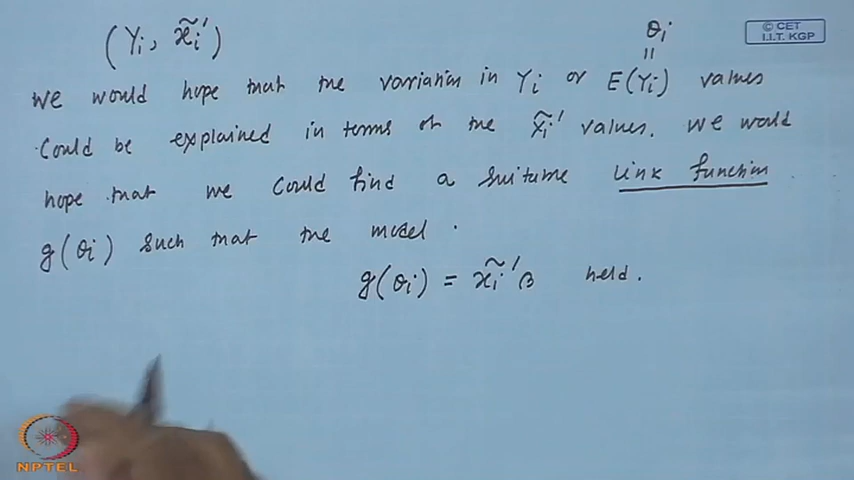 (Yi, x̃i′)
θi
||
© CET
I.I.T. KGP
we would hope that the variation in Yi or E(Yi) values
could be explained in terms of the x̃i′ values. we would
hope that we could find a suitable link function
g(θi) such that the model.
g(θi) = x̃i′β held.
NPTEL